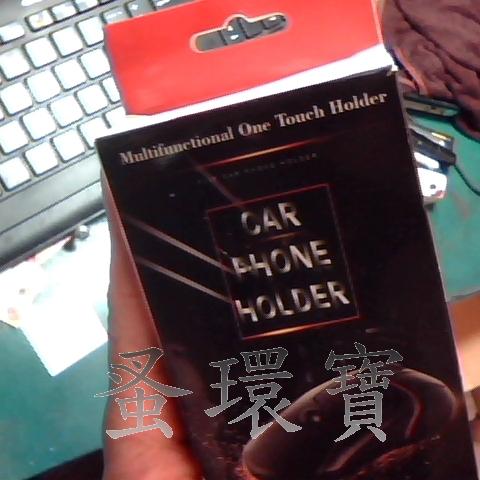 Multifunctional One Touch Holder
CAR
PHONE
HOLDER
蚤環寶